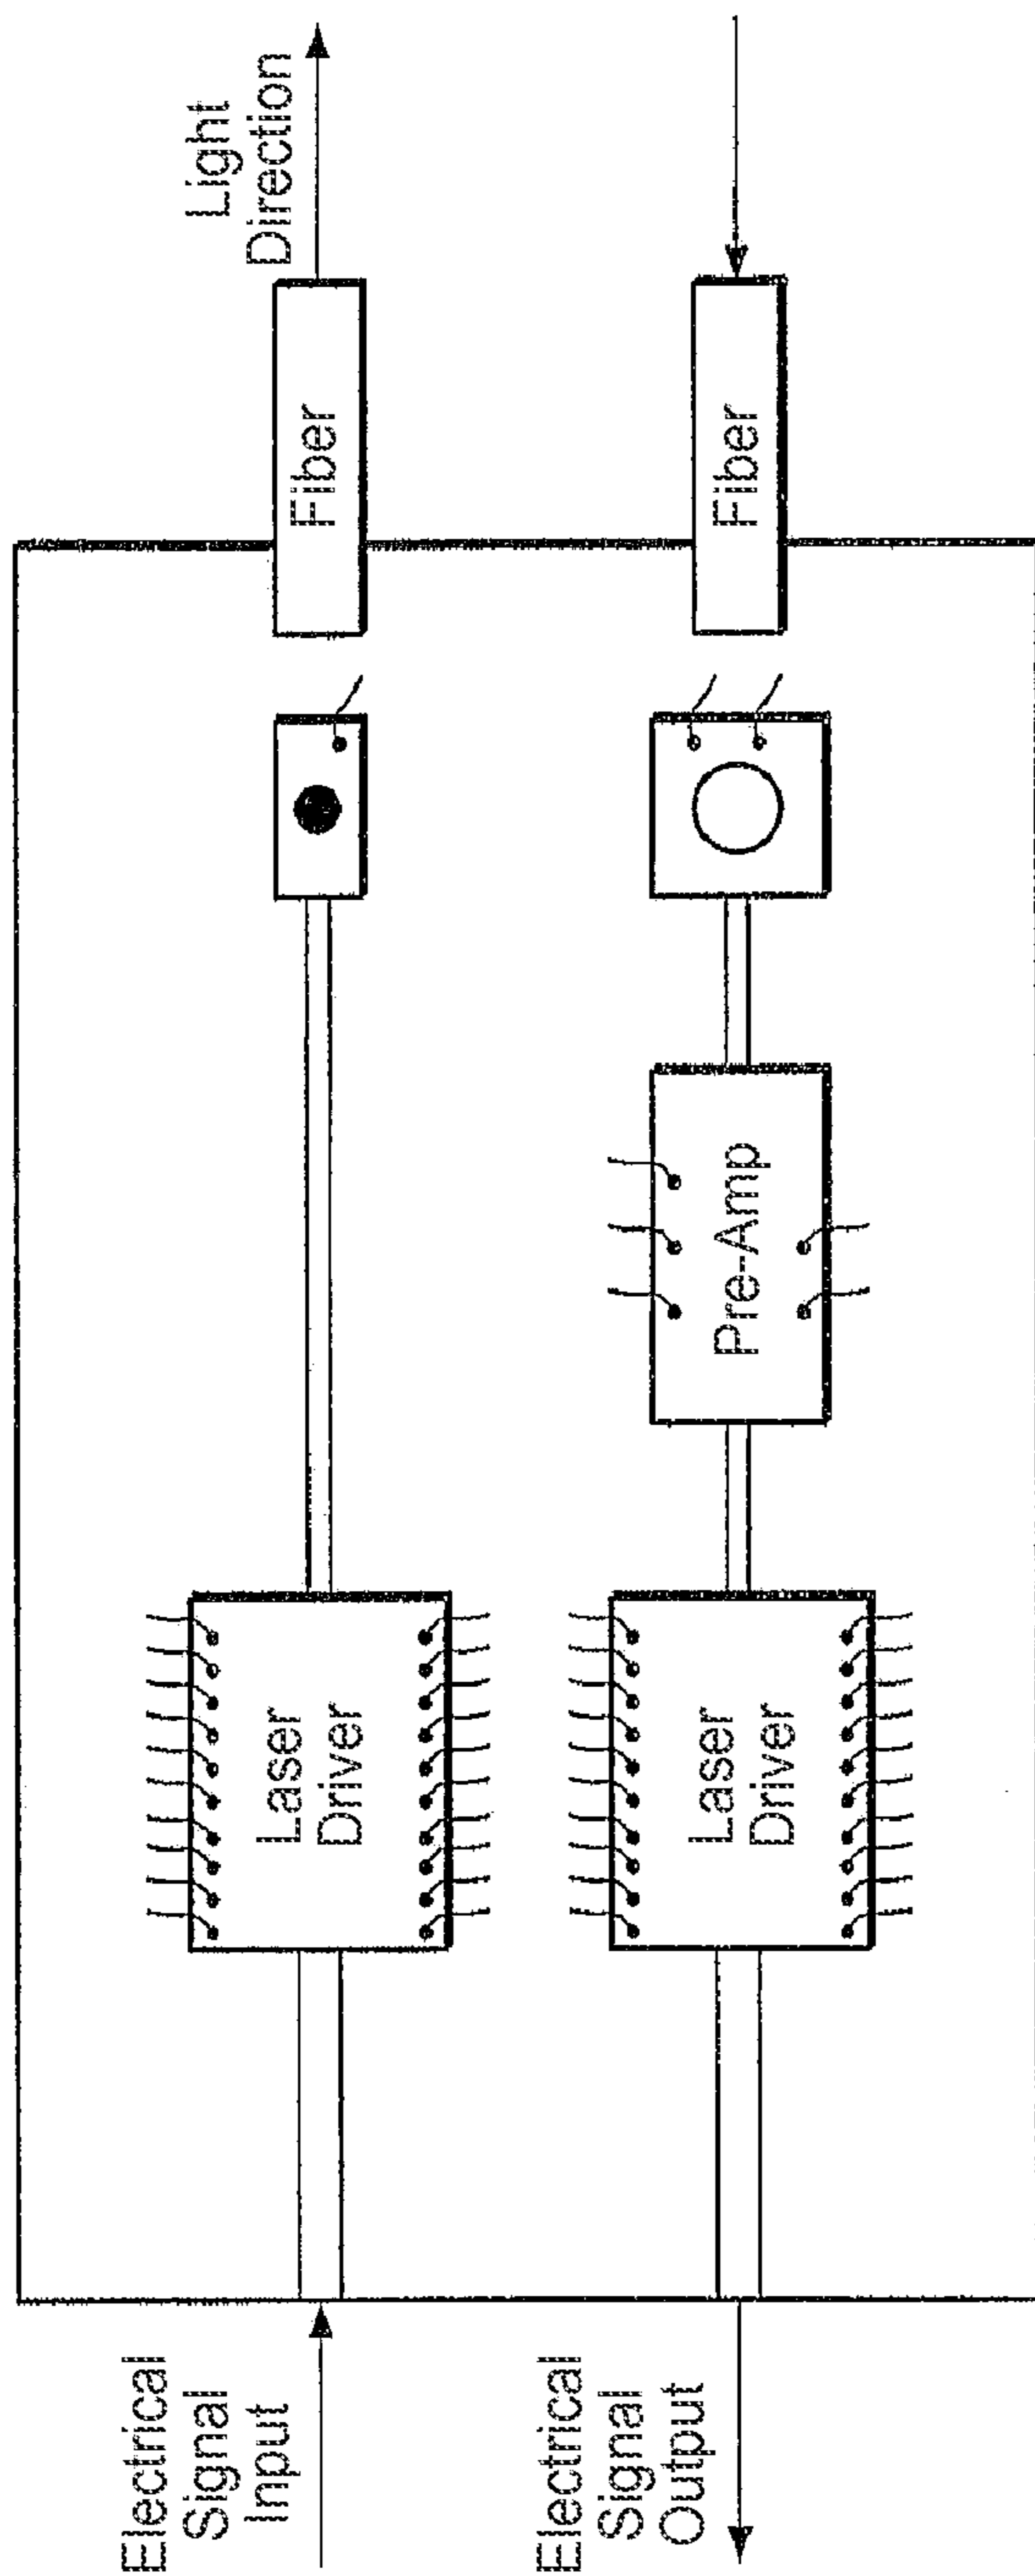 Electrical
Signal
Input
Laser
Driver
Fiber
Light
Direction
Electrical
Signal
Output
Laser
Driver
Pre-Amp
Fiber